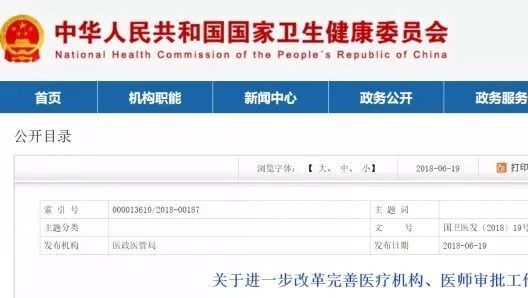 中华人民共和国国家卫生健康委员会
National Health Commission of the People's Republic of China
首页 机构职能 新闻中心 政务公开 政务服务
公开目录
浏览字体： 【 大、 中、 小】 2018-06-19 打印
索 引 号 000013610/2018-00187 主 题 词
主题分类 文 号 国卫医发〔2018〕19号
发布机构 医政医管局 发布日期 2018-06-19
关于进一步改革完善医疗机构、医师审批工